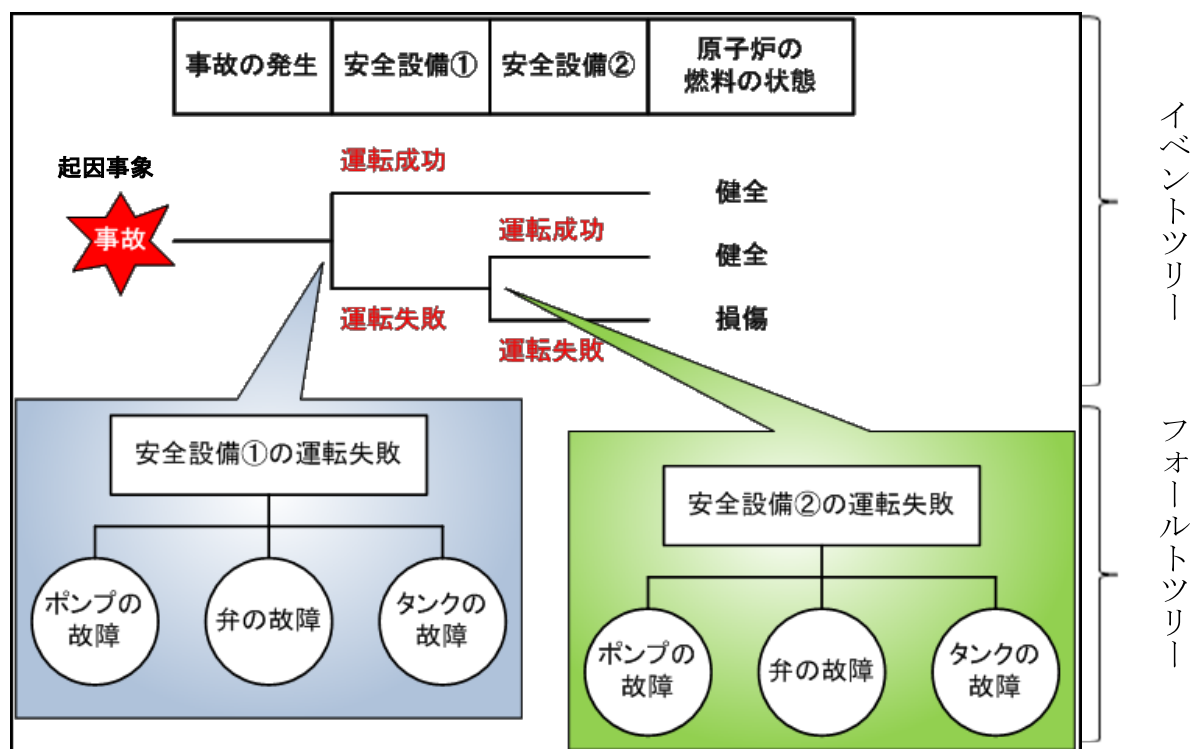 事故の発生
安全設備①
安全設備②
原子炉の
燃料の状態
起因事象
事故
運転成功
健全
運転成功
健全
運転失敗
損傷
運転失敗
イベントツリー
安全設備①の運転失敗
ポンプの
故障
弁の故障
タンクの
故障
安全設備②の運転失敗
ポンプの
故障
弁の故障
タンクの
故障
フォールトツリー